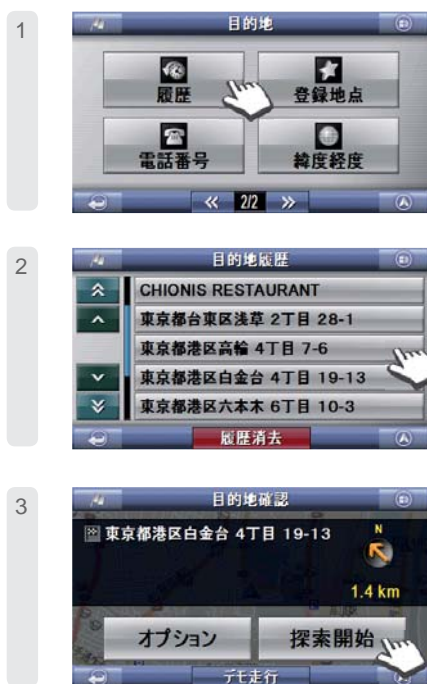 1
目的地
履歴
登録地点
電話番号
緯度経度
2/2
2
目的地履歴
CHIONIS RESTAURANT
東京都台東区浅草 2丁目 28-1
東京都港区高輪 4丁目 7-6
東京都港区白金台 4丁目 19-13
東京都港区六本木 6丁目 10-3
履歴消去
3
目的地確認
東京都港区白金台 4丁目 19-13
N
1.4 km
オプション
探索開始
デモ走行